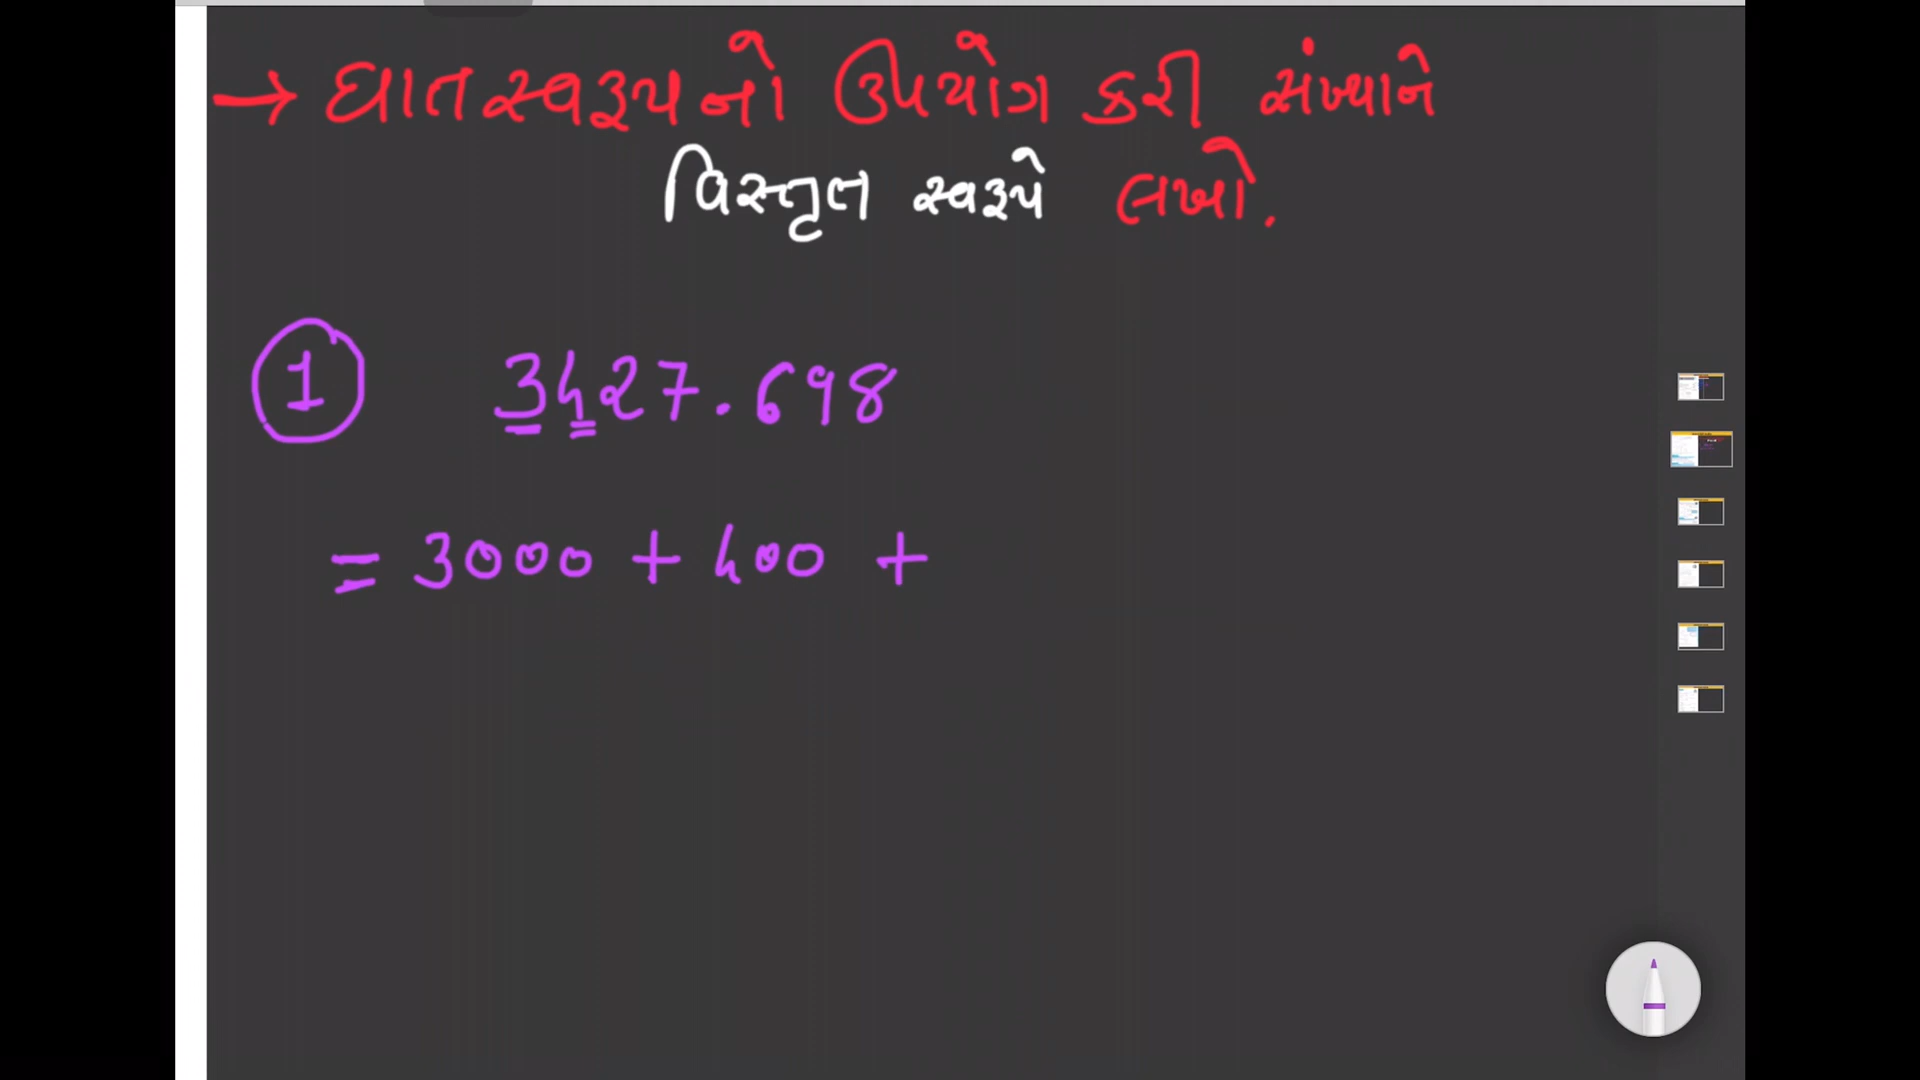 → ઘાતસ્વરૂપનો ઉપયોગ કરી સંખ્યાને
વિસ્તૃત સ્વરૂપે લખો.
1 3427.698
= 3000 + 400 +